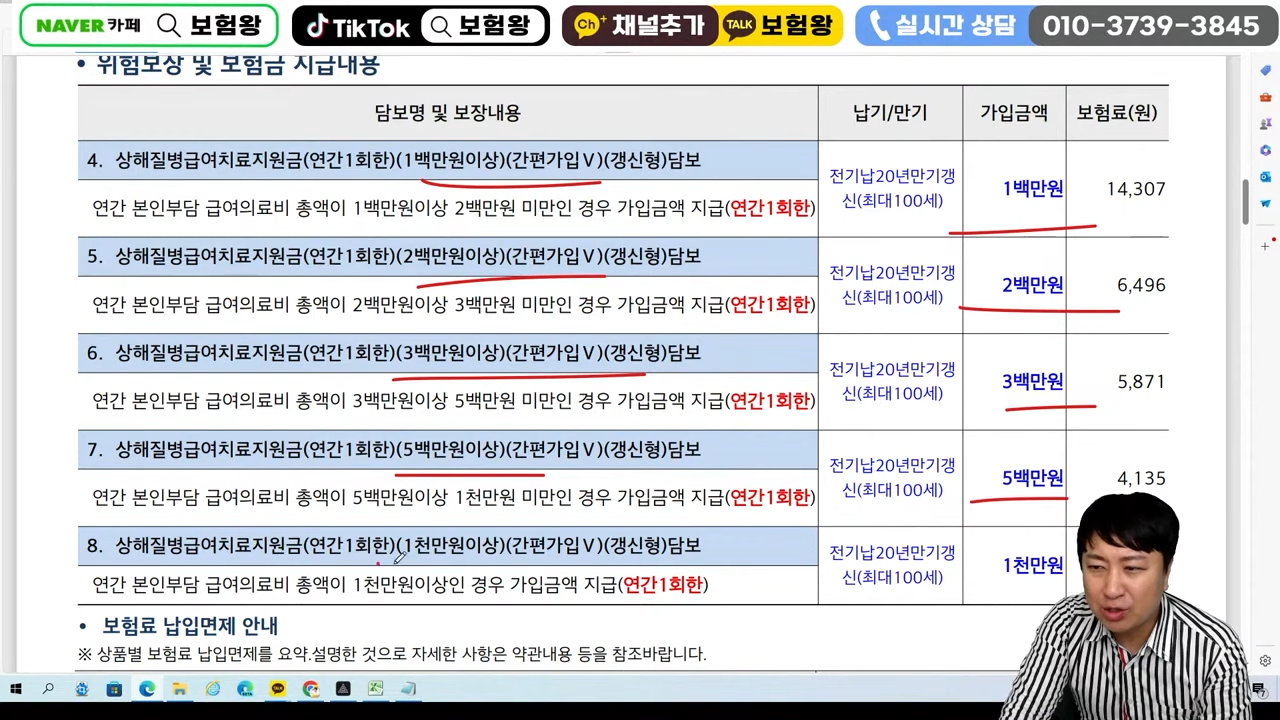 NAVER 카페 보험왕 TikTok 보험왕 Ch+ 채널추가 TALK 보험왕 실시간 상담 010-3739-3845
• 위험보장 및 보험금 지급내용
담보명 및 보장내용 납기/만기 가입금액 보험료(원)
4. 상해질병급여치료지원금(연간1회한)(1백만원이상)(간편가입Ⅴ)(갱신형)담보
연간 본인부담 급여의료비 총액이 1백만원이상 2백만원 미만인 경우 가입금액 지급(연간1회한)
전기납20년만기갱
신(최대100세)
1백만원 14,307
5. 상해질병급여치료지원금(연간1회한)(2백만원이상)(간편가입Ⅴ)(갱신형)담보
연간 본인부담 급여의료비 총액이 2백만원이상 3백만원 미만인 경우 가입금액 지급(연간1회한)
전기납20년만기갱
신(최대100세)
2백만원 6,496
6. 상해질병급여치료지원금(연간1회한)(3백만원이상)(간편가입Ⅴ)(갱신형)담보
연간 본인부담 급여의료비 총액이 3백만원이상 5백만원 미만인 경우 가입금액 지급(연간1회한)
전기납20년만기갱
신(최대100세)
3백만원 5,871
7. 상해질병급여치료지원금(연간1회한)(5백만원이상)(간편가입Ⅴ)(갱신형)담보
연간 본인부담 급여의료비 총액이 5백만원이상 1천만원 미만인 경우 가입금액 지급(연간1회한)
전기납20년만기갱
신(최대100세)
5백만원 4,135
8. 상해질병급여치료지원금(연간1회한)(1천만원이상)(간편가입Ⅴ)(갱신형)담보
연간 본인부담 급여의료비 총액이 1천만원이상인 경우 가입금액 지급(연간1회한)
전기납20년만기갱
신(최대100세)
1천만원
• 보험료 납입면제 안내
※ 상품별 보험료 납입면제를 요약.설명한 것으로 자세한 사항은 약관내용 등을 참조바랍니다.